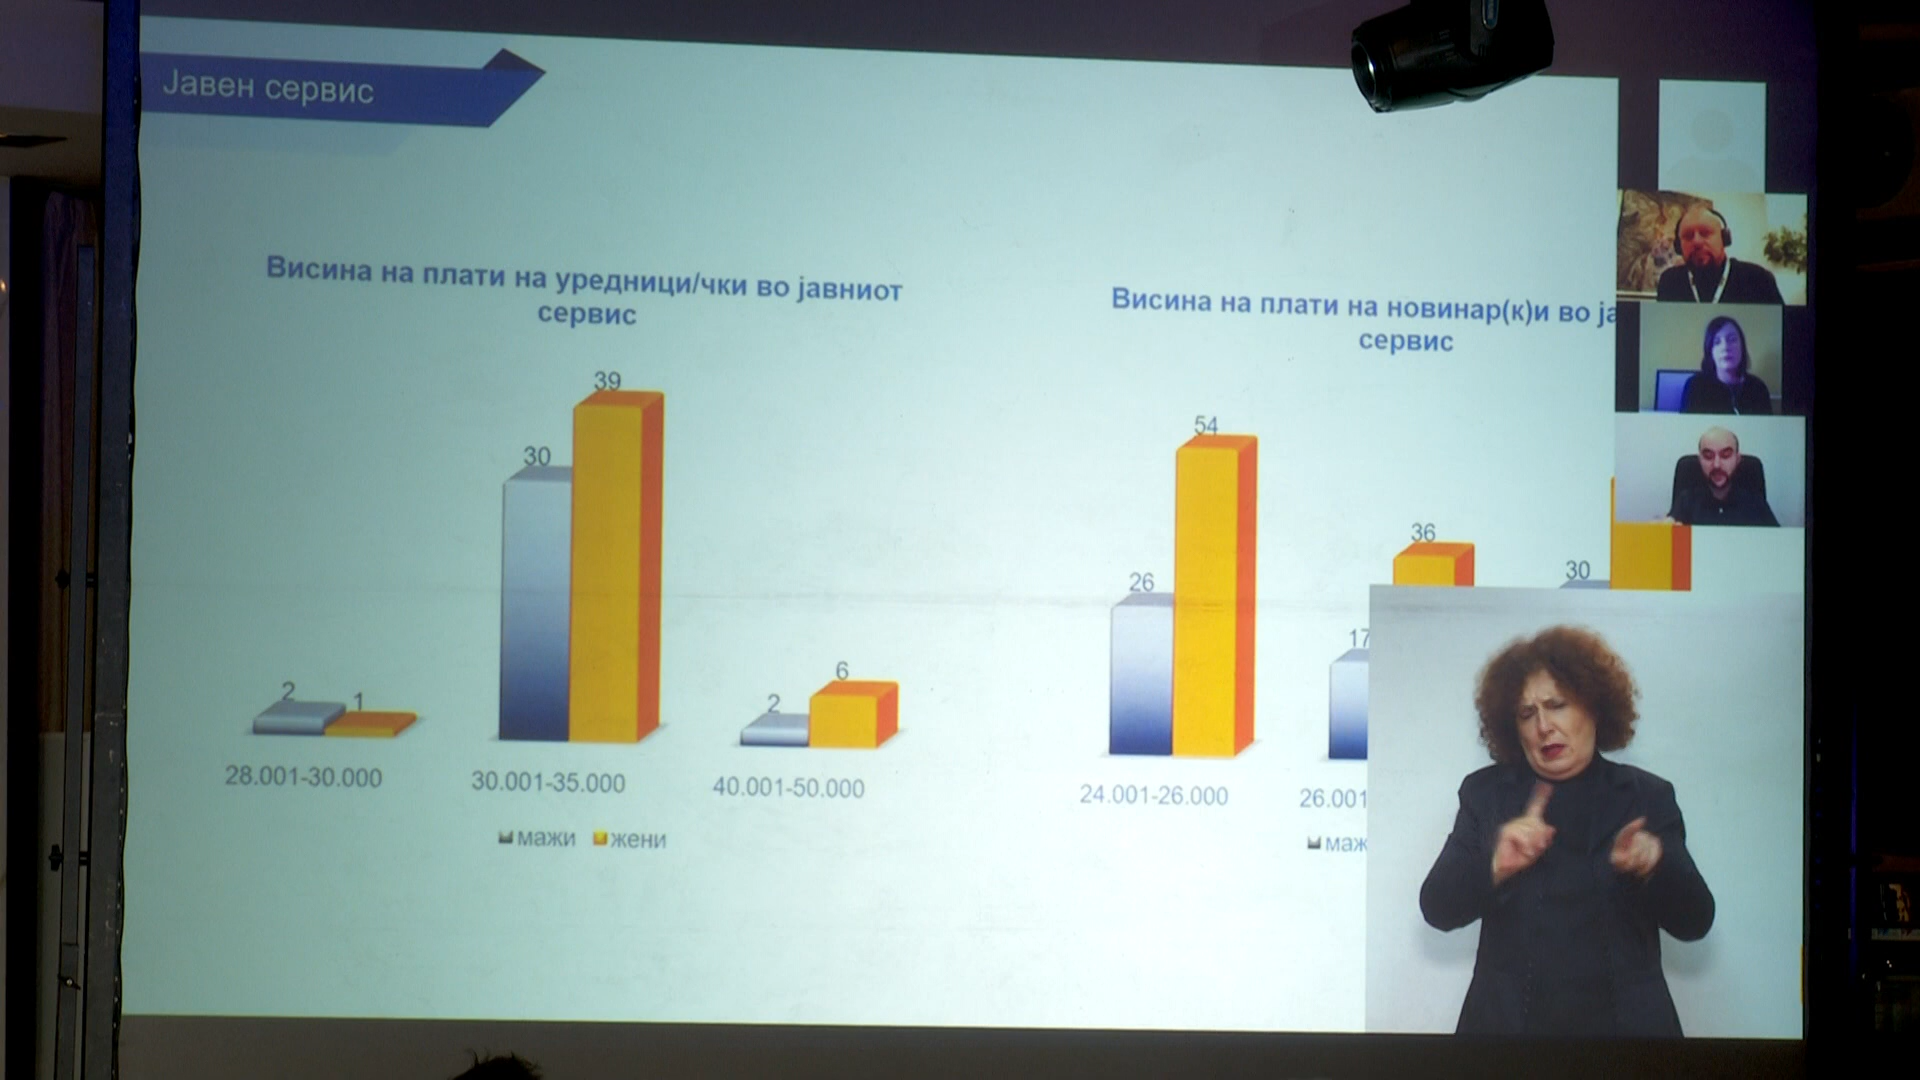 Јавен сервис
Висина на плати на уредници/чки во јавниот
сервис
39
30
2
1
2
6
28.001-30.000
30.001-35.000
40.001-50.000
мажи
жени
Висина на плати на новинар(к)и во ја
сервис
54
26
36
17
30
24.001-26.000
26.001
маж